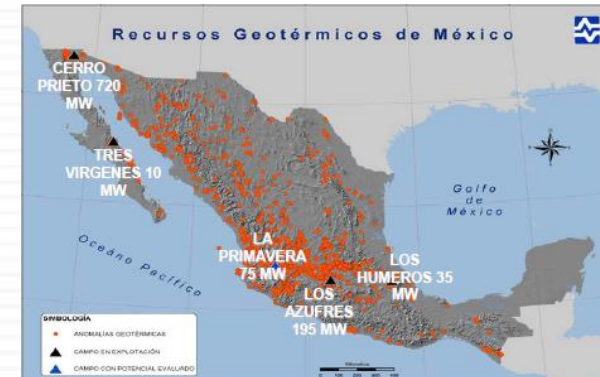 Recursos Geotérmicos de México
CERRO
PRIETO 720
MW
TRES
VIRGENES 10
MW
Golfo
de
México
Océano Pacífico
LA
PRIMAVERA
75 MW
LOS
HUMEROS 35
MW
LOS
AZUFRES
195 MW
SIMBOLOGÍA
ANOMALÍAS GEOTÉRMICAS
CAMPO EN EXPLOTACIÓN
CAMPO CON POTENCIAL EVALUADO